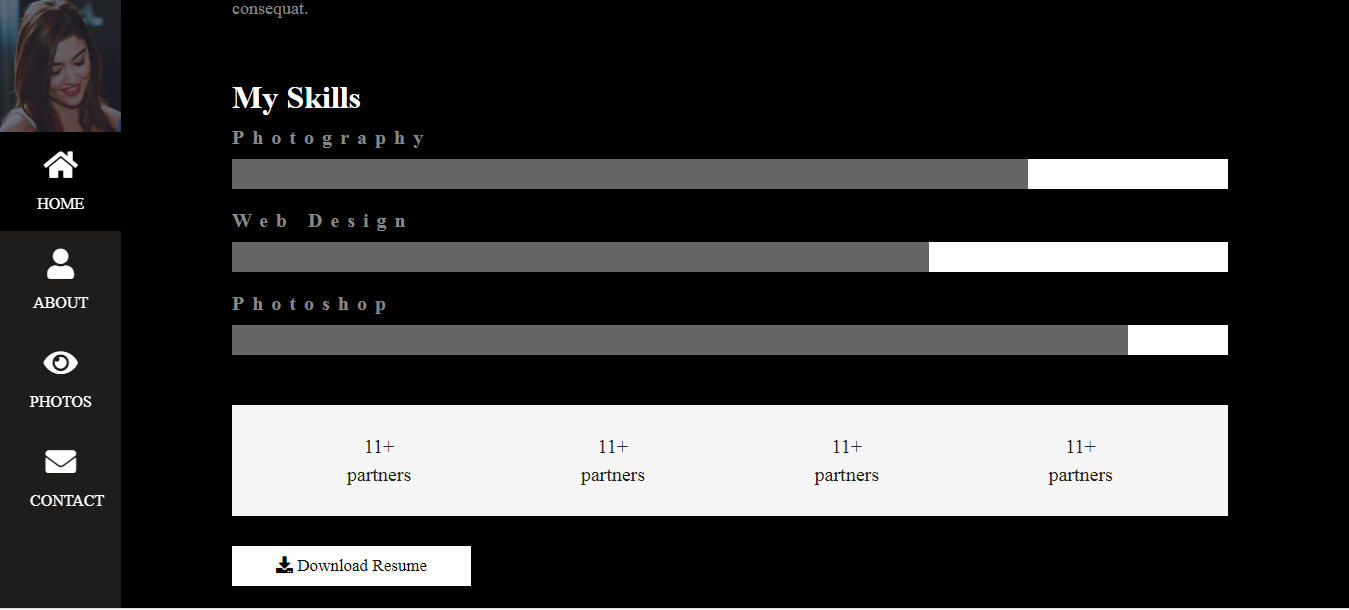 consequat.
My Skills
Photography
HOME
Web Design
ABOUT
Photoshop
PHOTOS
11+ 11+ 11+ 11+
partners partners partners partners
CONTACT
Download Resume